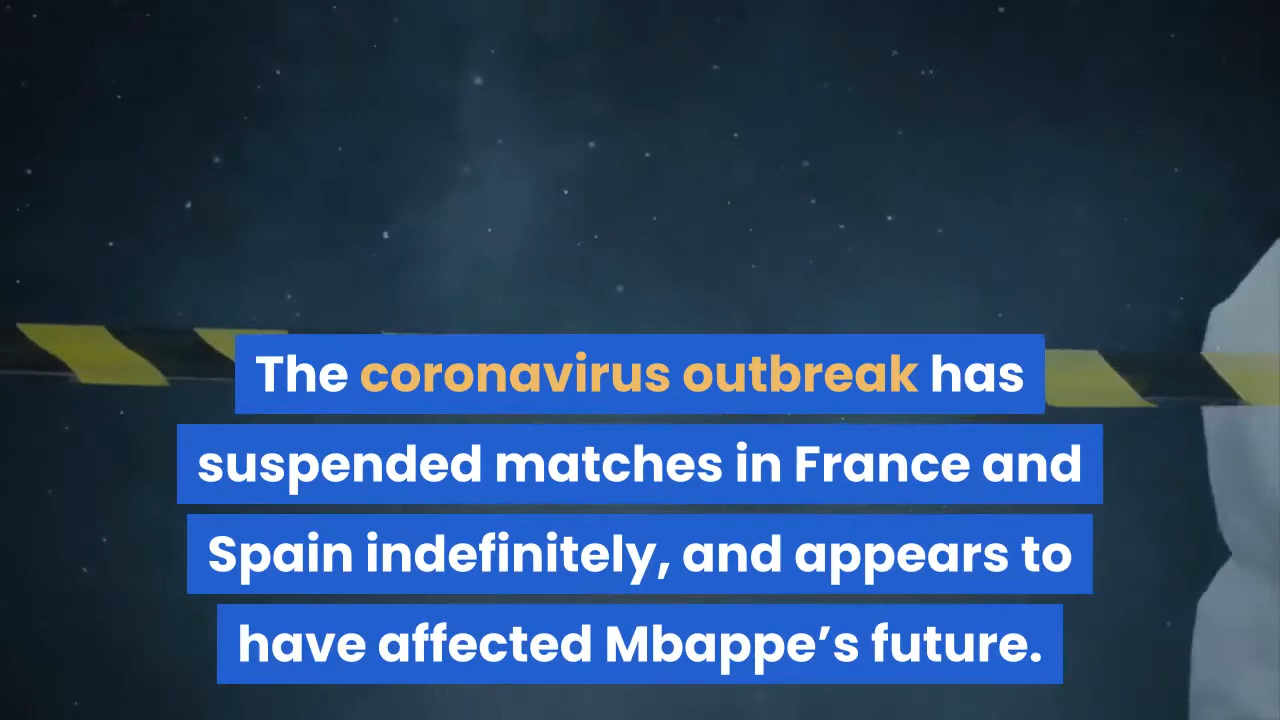 The coronavirus outbreak has
suspended matches in France and
Spain indefinitely, and appears to
have affected Mbappe’s future.